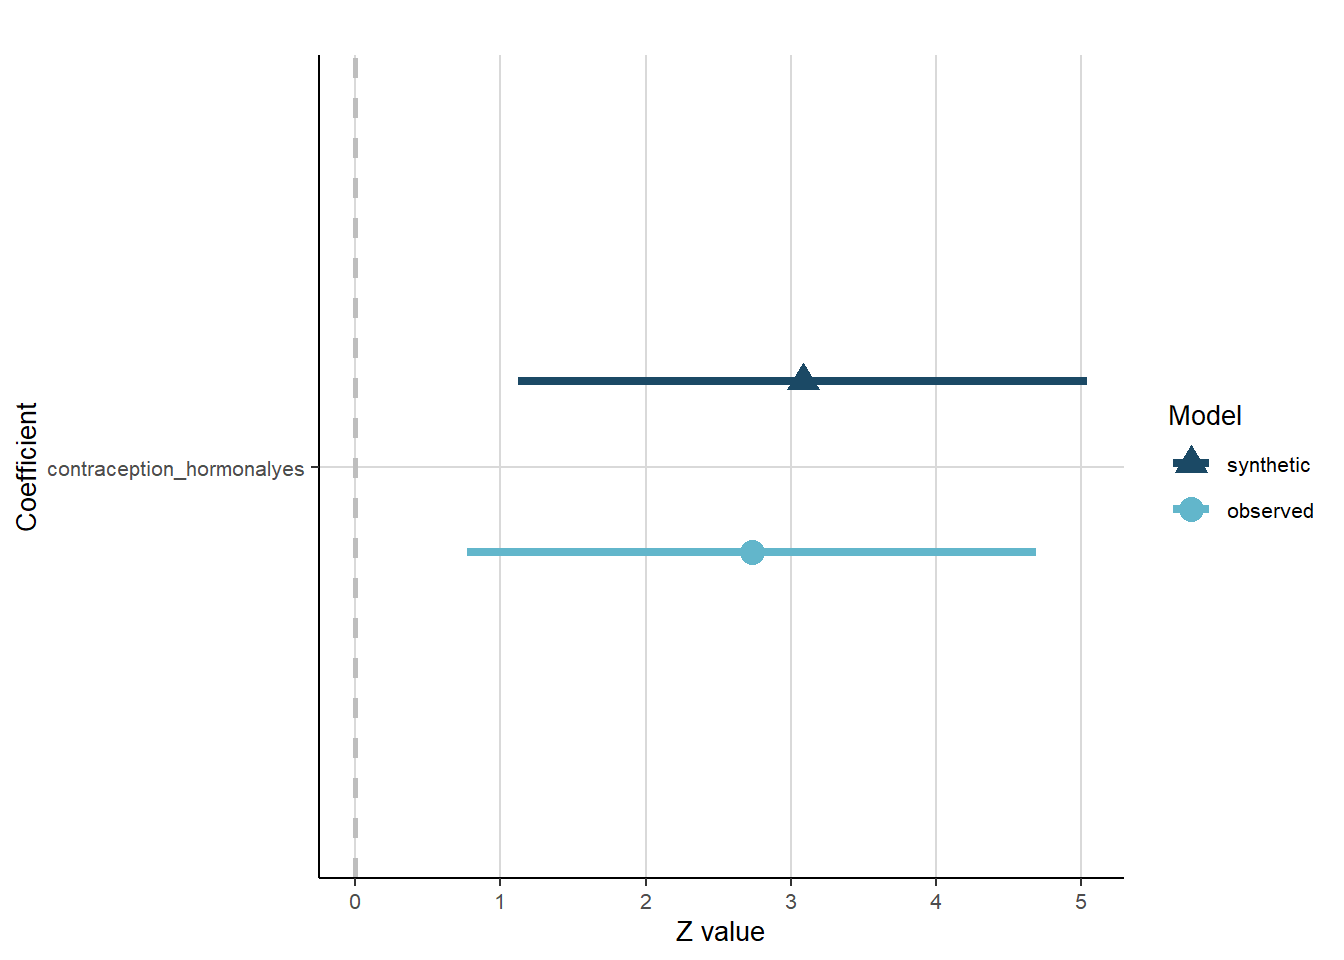 Coefficient
contraception_hormonalyes
0 1 2 3 4 5
Z value
Model
synthetic
observed